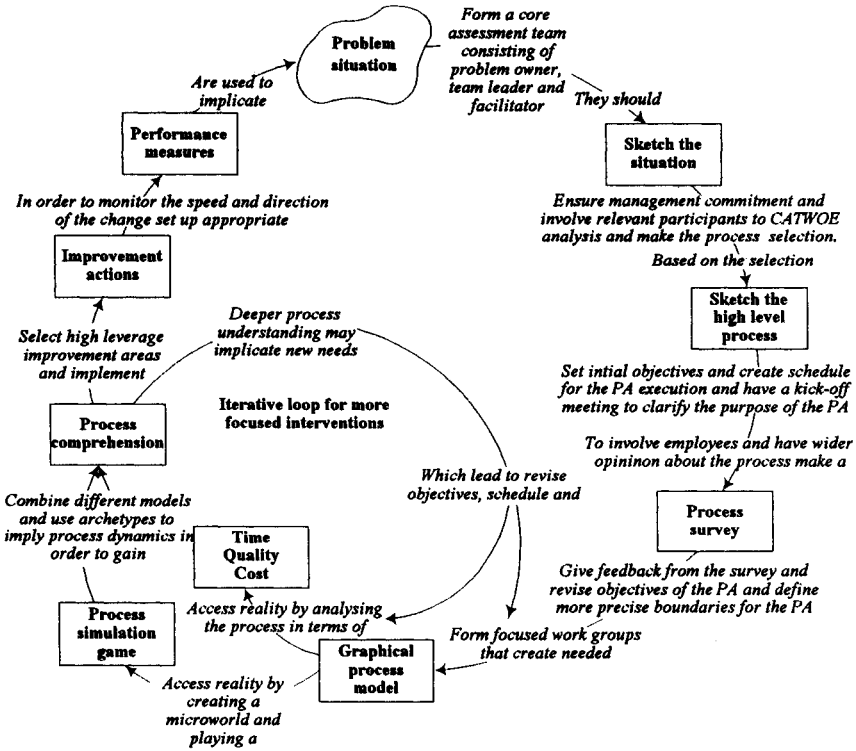 Problem
situation
Form a core
assessment team
consisting of
problem owner,
team leader and
facilitator
They should
Sketch the
situation
Ensure management commitment and
involve relevant participants to CATWOE
analysis and make the process selection.
Based on the selection
Sketch the
high level
process
Set intial objectives and create schedule
for the PA execution and have a kick-off
meeting to clarify the purpose of the PA
To involve employees and have wider
opininon about the process make a
Process
survey
Give feedback from the survey and
revise objectives of the PA and define
more precise boundaries for the PA
Form focused work groups
that create needed
Graphical
process
model
Access reality by analysing
the process in terms of
Time
Quality
Cost
Access reality by
creating a
microworld and
playing a
Process
simulation
game
Combine different models
and use archetypes to
imply process dynamics in
order to gain
Process
comprehension
Deeper process
understanding may
implicate new needs
Iterative loop for more
focused interventions
Which lead to revise
objectives, schedule and
Select high leverage
improvement areas
and implement
Improvement
actions
In order to monitor the speed and direction
of the change set up appropriate
Performance
measures
Are used to
implicate